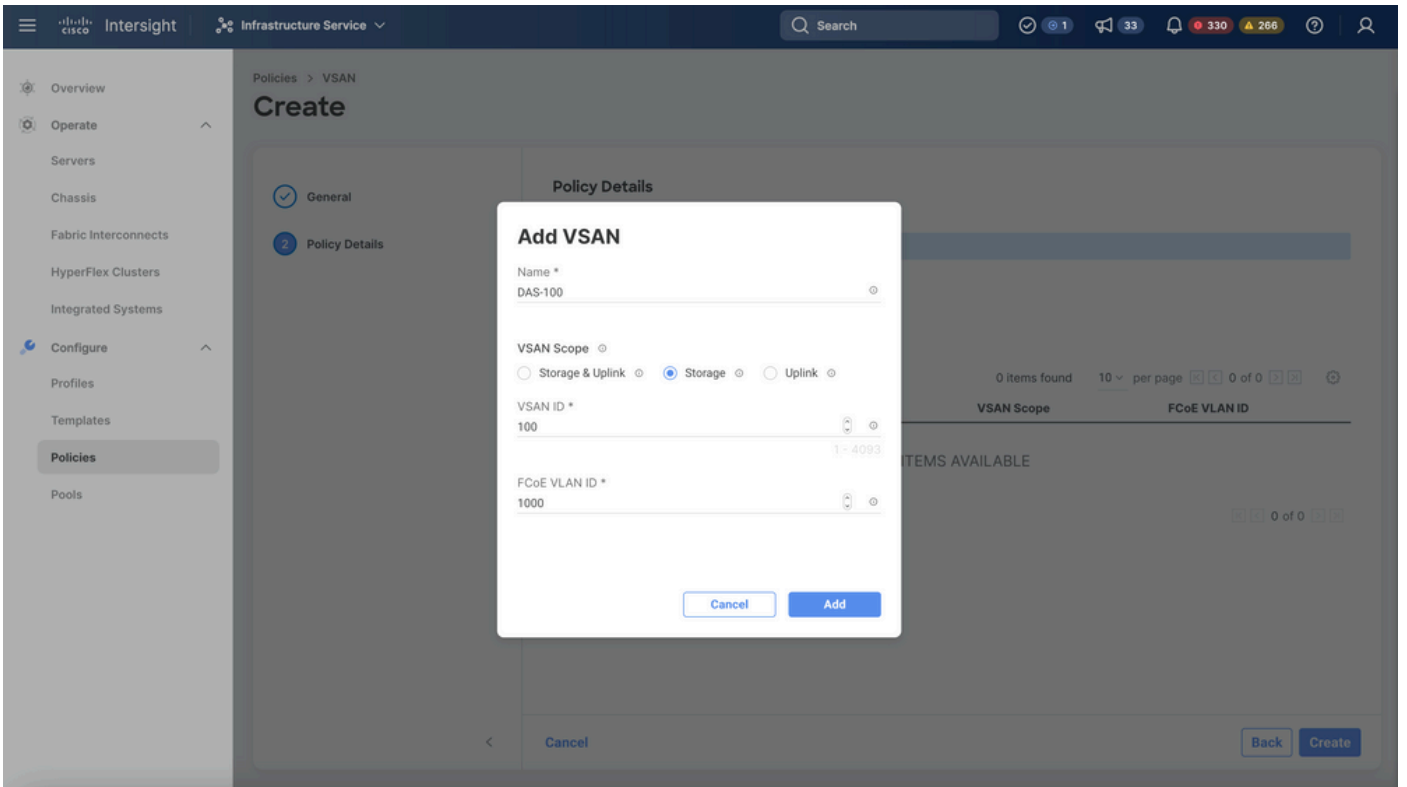 cisco Intersight
Infrastructure Service
Search
1
33
330
266
Overview
Operate
Servers
Chassis
Fabric Interconnects
HyperFlex Clusters
Integrated Systems
Configure
Profiles
Templates
Policies
Pools
Policies > VSAN
Create
General
2 Policy Details
Policy Details
Add VSAN
Name *
DAS-100
VSAN Scope
Storage & Uplink Storage Uplink
VSAN ID *
100
1 - 4093
FCoE VLAN ID *
1000
Cancel Add
0 items found 10 per page 0 of 0
VSAN Scope FCoE VLAN ID
ITEMS AVAILABLE
0 of 0
Cancel
Back Create